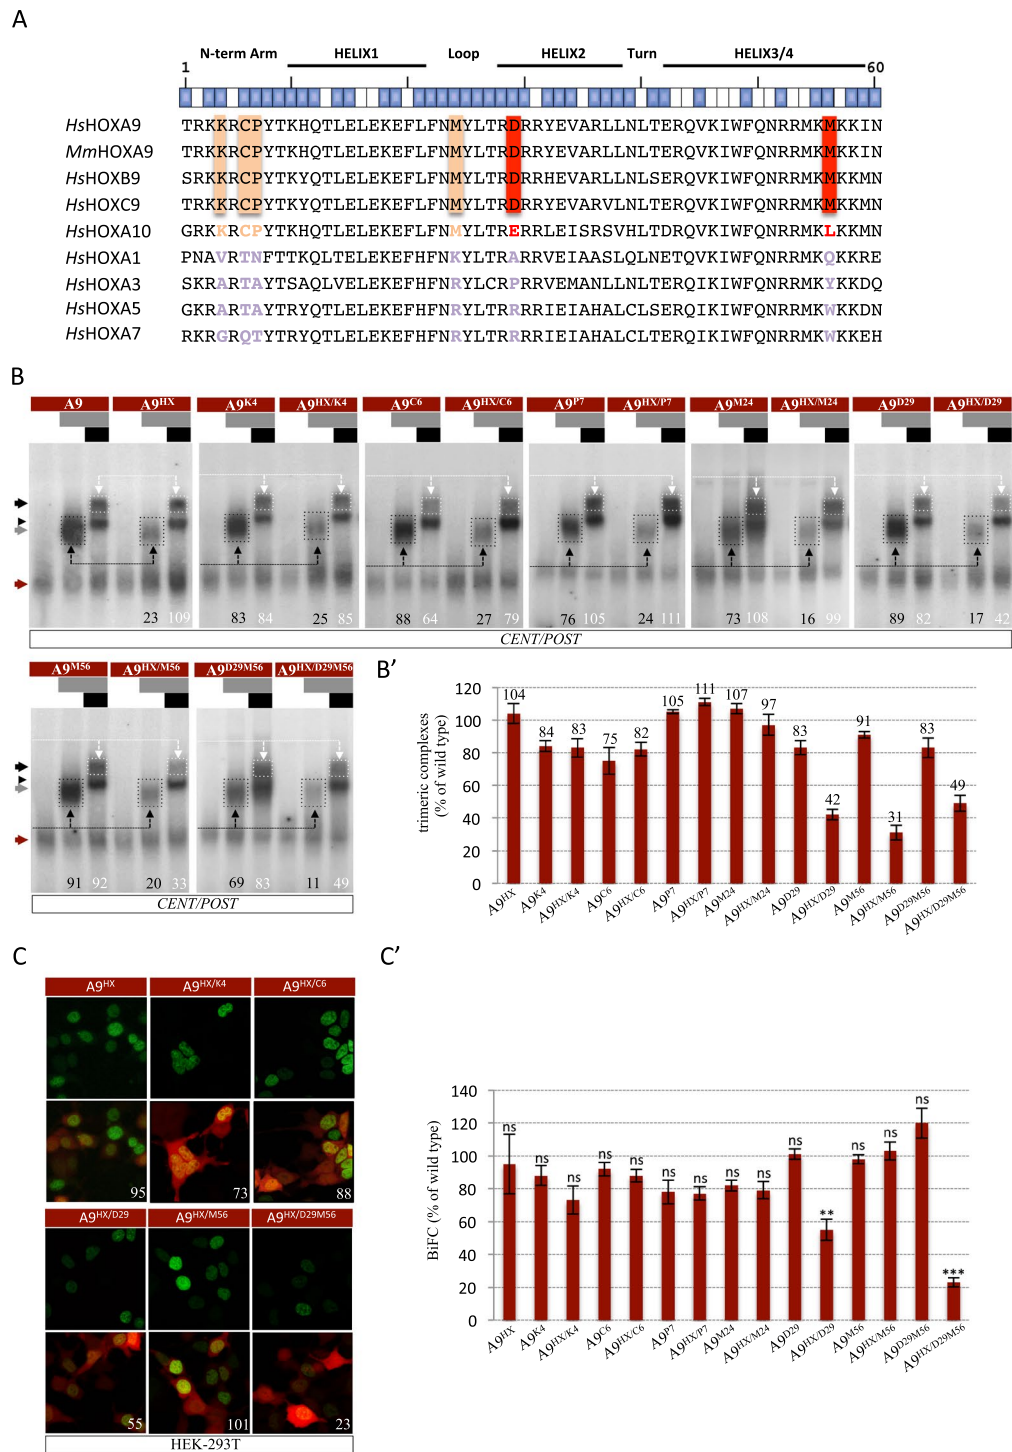 A
N-term Arm HELIX1 Loop HELIX2 Turn HELIX3/4
1 60
HsHOXA9 TRKKRCPYTKHQTLELEKEFLFNMYLTRDRRYEVARLLNLTERQVKIWFQNRRMKMKKIN
MmHOXA9 TRKKRCPYTKHQTLELEKEFLFNMYLTRDRRYEVARLLNLTERQVKIWFQNRRMKMKKIN
HsHOXB9 SRKKRCPYTKYQTLELEKEFLFNMYLTRDRRHEVARLLNLSERQVKIWFQNRRMKMKKMN
HsHOXC9 TRKKRCPYTKYQTLELEKEFLFNMYLTRDRRYEVARVLNLTERQVKIWFQNRRMKMKKMN
HsHOXA10 GRKKRCPYTKHQTLELEKEFLFNMYLTRERRLEISRSVHLTDRQVKIWFQNRRMKLKKMN
HsHOXA1 PNAVRTNFTTKQLTELEKEFHFNKYLTRARRVEIAASLQLNETQVKIWFQNRRMKQKKRE
HsHOXA3 SKRARTAYTSAQLVELEKEFHFNRYLCRPRRVEMANLLNLTERQIKIWFQNRRMKYKKDQ
HsHOXA5 GKRARTAYTRYQTLELEKEFHFNRYLTRRRRIEIAHALCLSERQIKIWFQNRRMKWKKDN
HsHOXA7 RKRGRQTYTRYQTLELEKEFHFNRYLTRRRRIEIAHALCLTERQIKIWFQNRRMKWKKEH
B
A9 A9HX A9K4 A9HX/K4 A9C6 A9HX/C6 A9P7 A9HX/P7 A9M24 A9HX/M24 A9D29 A9HX/D29
23 109 83 84 25 85 88 64 27 79 76 105 24 111 73 108 16 99 89 82 17 42
CENT/POST
A9M56 A9HX/M56 A9D29M56 A9HX/D29M56
91 92 20 33 69 83 11 49
CENT/POST
B'
trimeric complexes
(% of wild type)
120
100
80
60
40
20
0
104 84 83 75 82 105 111 107 97 83 42 91 31 83 49
A9HX A9K4 A9HX/K4 A9C6 A9HX/C6 A9P7 A9HX/P7 A9M24 A9HX/M24 A9D29 A9HX/D29 A9M56 A9HX/M56 A9D29M56 A9HX/D29M56
C
A9HX A9HX/K4 A9HX/C6
95 73 88
A9HX/D29 A9HX/M56 A9HX/D29M56
55 101 23
HEK-293T
C'
BiFC (% of wild type)
140
120
100
80
60
40
20
0
ns ns ns ns ns ns ns ns ns ns ** ns ns ns ***
A9HX A9K4 A9HX/K4 A9C6 A9HX/C6 A9P7 A9HX/P7 A9M24 A9HX/M24 A9D29 A9HX/D29 A9M56 A9HX/M56 A9D29M56 A9HX/D29M56